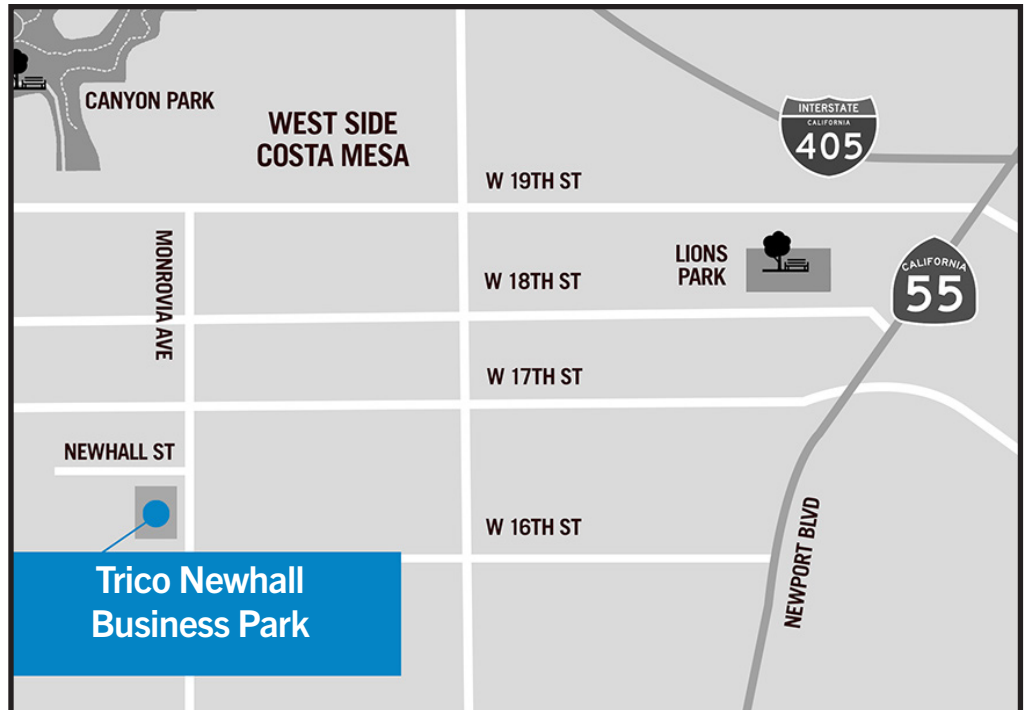 CANYON PARK
WEST SIDE
COSTA MESA
INTERSTATE
CALIFORNIA
405
W 19TH ST
MONROVIA AVE
W 18TH ST
LIONS
PARK
CALIFORNIA
55
W 17TH ST
NEWHALL ST
W 16TH ST
NEWPORT BLVD
Trico Newhall
Business Park